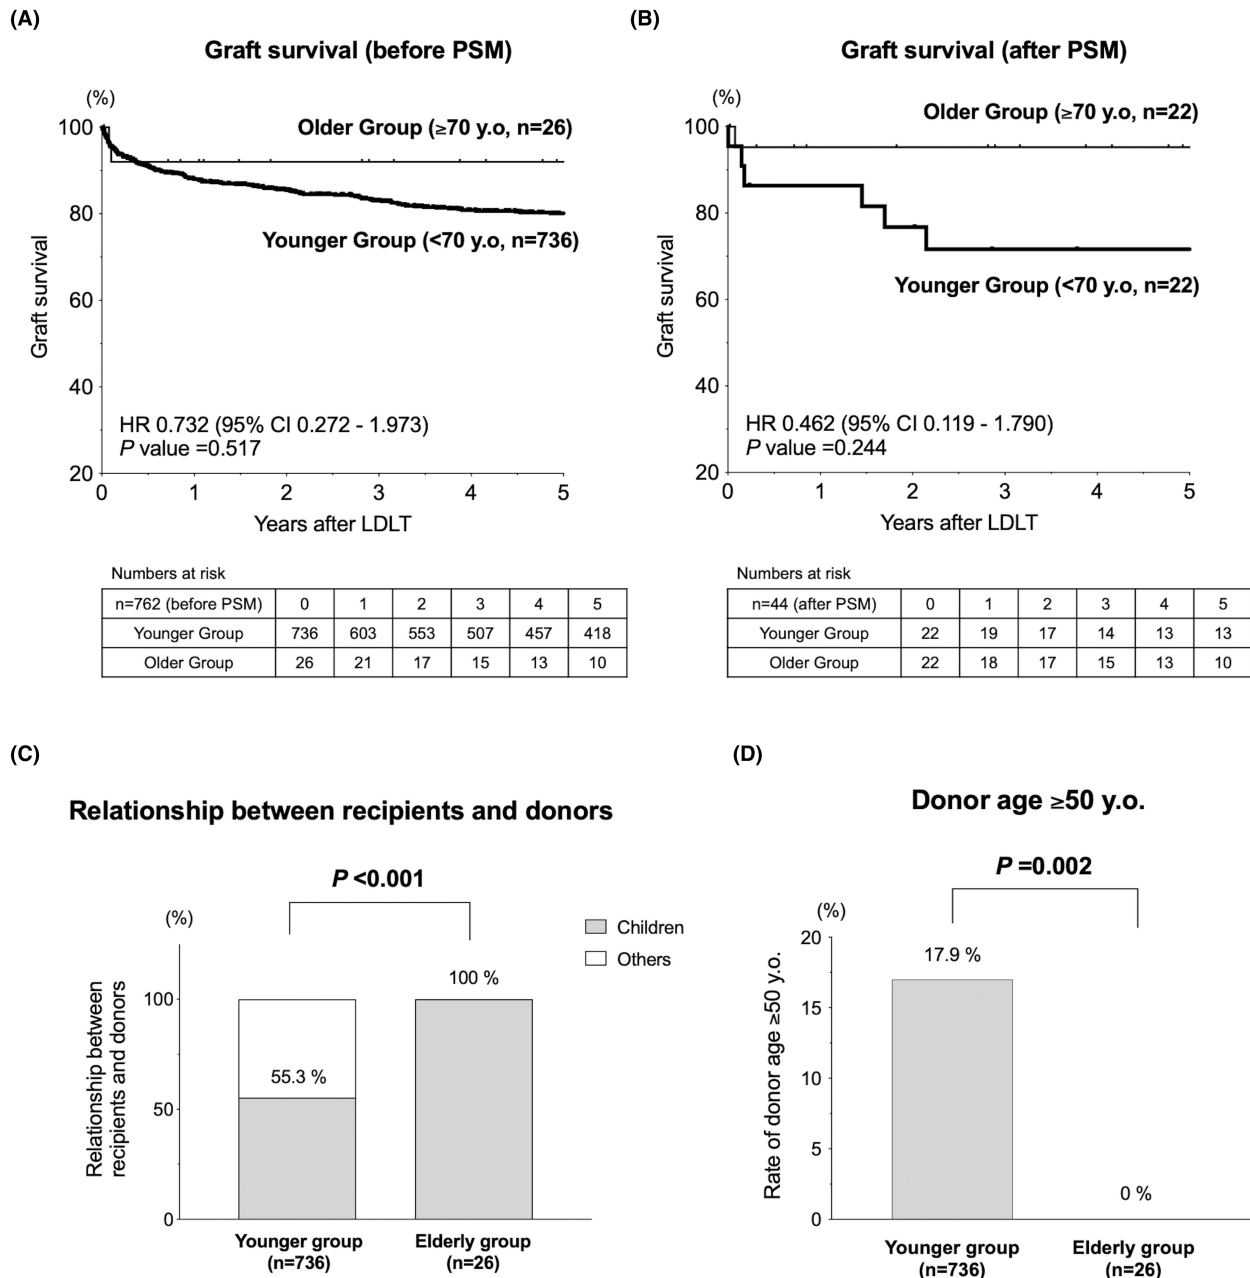 (A)
Graft survival (before PSM)
(%)
Older Group (≥70 y.o, n=26)
Younger Group (<70 y.o, n=736)
100
80
60
40
20
Graft survival
HR 0.732 (95% CI 0.272 - 1.973)
P value =0.517
0 1 2 3 4 5
Years after LDLT
Numbers at risk
n=762 (before PSM) 0 1 2 3 4 5
Younger Group 736 603 553 507 457 418
Older Group 26 21 17 15 13 10
(B)
Graft survival (after PSM)
(%)
Older Group (≥70 y.o, n=22)
Younger Group (<70 y.o, n=22)
100
80
60
40
20
Graft survival
HR 0.462 (95% CI 0.119 - 1.790)
P value =0.244
0 1 2 3 4 5
Years after LDLT
Numbers at risk
n=44 (after PSM) 0 1 2 3 4 5
Younger Group 22 19 17 14 13 13
Older Group 22 18 17 15 13 10
(C)
Relationship between recipients and donors
P <0.001
(%)
Children
Others
100 %
55.3 %
100
50
0
Relationship between
recipients and donors
Younger group
(n=736)
Elderly group
(n=26)
(D)
Donor age ≥50 y.o.
P =0.002
(%)
17.9 %
0 %
20
15
10
5
0
Rate of donor age ≥50 y.o.
Younger group
(n=736)
Elderly group
(n=26)